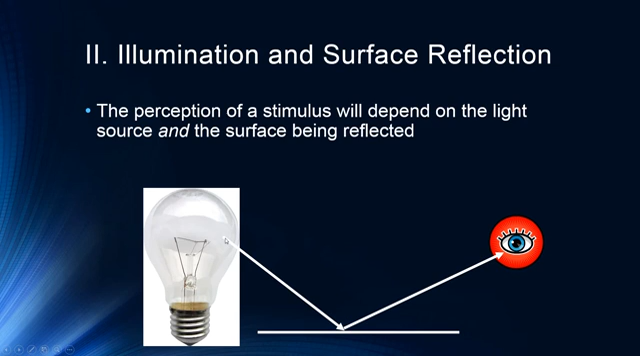 II. Illumination and Surface Reflection
• The perception of a stimulus will depend on the light
source and the surface being reflected